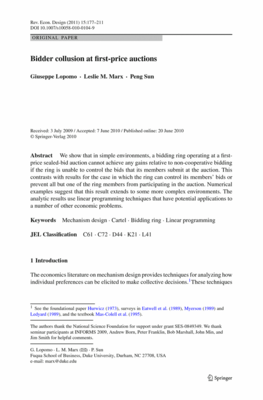 Rev. Econ. Design (2011) 15:177–211
DOI 10.1007/s10058-010-0104-9
ORIGINAL PAPER
Bidder collusion at first-price auctions
Giuseppe Lopomo · Leslie M. Marx · Peng Sun
Received: 3 July 2009 / Accepted: 7 June 2010 / Published online: 20 June 2010
© Springer-Verlag 2010
Abstract We show that in simple environments, a bidding ring operating at a first-
price sealed-bid auction cannot achieve any gains relative to non-cooperative bidding
if the ring is unable to control the bids that its members submit at the auction. This
contrasts with results for the case in which the ring can control its members' bids or
prevent all but one of the ring members from participating in the auction. Numerical
examples suggest that this result extends to some more complex environments. The
analytic results use linear programming techniques that have potential applications to
a number of other economic problems.
Keywords Mechanism design · Cartel · Bidding ring · Linear programming
JEL Classification C61 · C72 · D44 · K21 · L41
1 Introduction
The economics literature on mechanism design provides techniques for analyzing how
individual preferences can be elicited to make collective decisions.1 These techniques
1 See the foundational paper Hurwicz (1973), surveys in Eatwell et al. (1989), Myerson (1989) and
Ledyard (1989), and the textbook Mas-Collell et al. (1995).
The authors thank the National Science Foundation for support under grant SES-0849349. We thank
seminar participants at INFORMS 2009, Andrew Born, Peter Franklin, Bob Marshall, John Miu, and
Jim Smith for helpful comments.
G. Lopomo · L. M. Marx (✉) · P. Sun
Fuqua School of Business, Duke University, Durham, NC 27708, USA
e-mail: marx@duke.edu
Springer